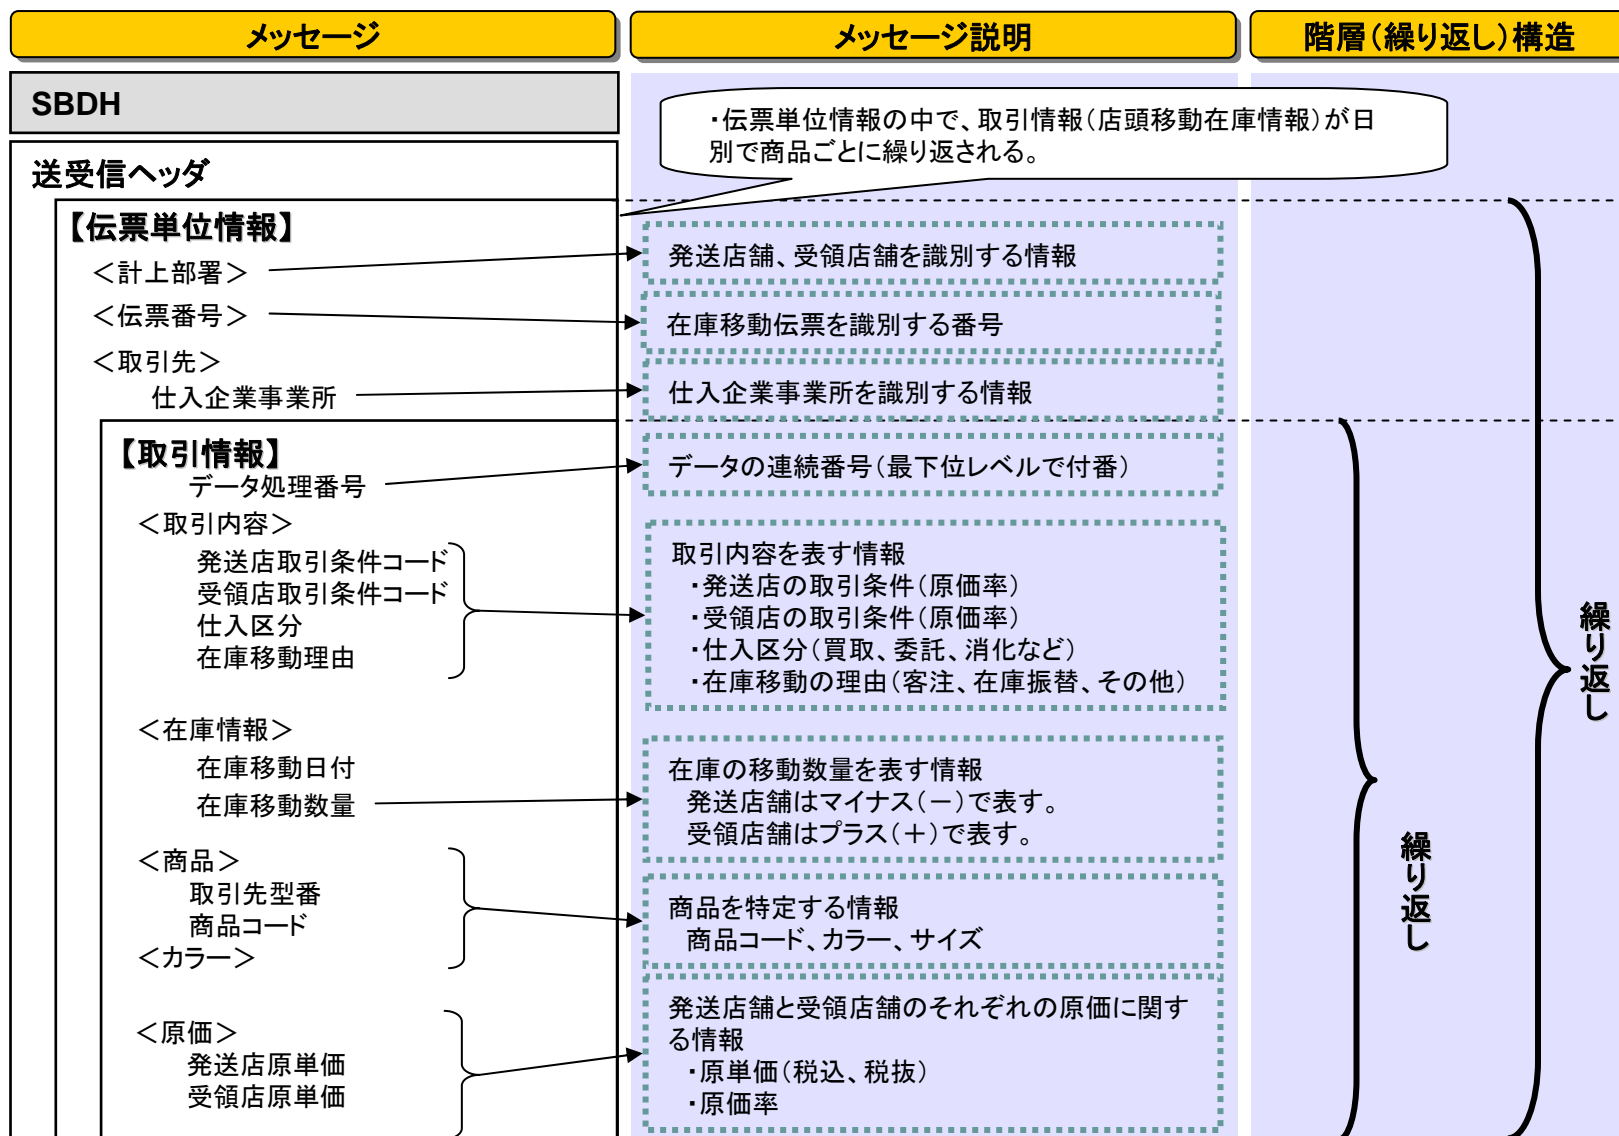 メッセージ
メッセージ説明
階層（繰り返し）構造
SBDH
・伝票単位情報の中で、取引情報（店頭移動在庫情報）が日
別で商品ごとに繰り返される。
送受信ヘッダ
【伝票単位情報】
＜計上部署＞
発送店舗、受領店舗を識別する情報
＜伝票番号＞
在庫移動伝票を識別する番号
＜取引先＞
仕入企業事業所
仕入企業事業所を識別する情報
【取引情報】
データ処理番号
データの連続番号（最下位レベルで付番）
＜取引内容＞
発送店取引条件コード
受領店取引条件コード
仕入区分
在庫移動理由
取引内容を表す情報
・発送店の取引条件（原価率）
・受領店の取引条件（原価率）
・仕入区分（買取、委託、消化など）
・在庫移動の理由（客注、在庫振替、その他）
＜在庫情報＞
在庫移動日付
在庫移動数量
在庫の移動数量を表す情報
発送店舗はマイナス（－）で表す。
受領店舗はプラス（＋）で表す。
＜商品＞
取引先型番
商品コード
＜カラー＞
商品を特定する情報
商品コード、カラー、サイズ
＜原価＞
発送店原単価
受領店原単価
発送店舗と受領店舗のそれぞれの原価に関す
る情報
・原単価（税込、税抜）
・原価率
繰り返し
繰り返し